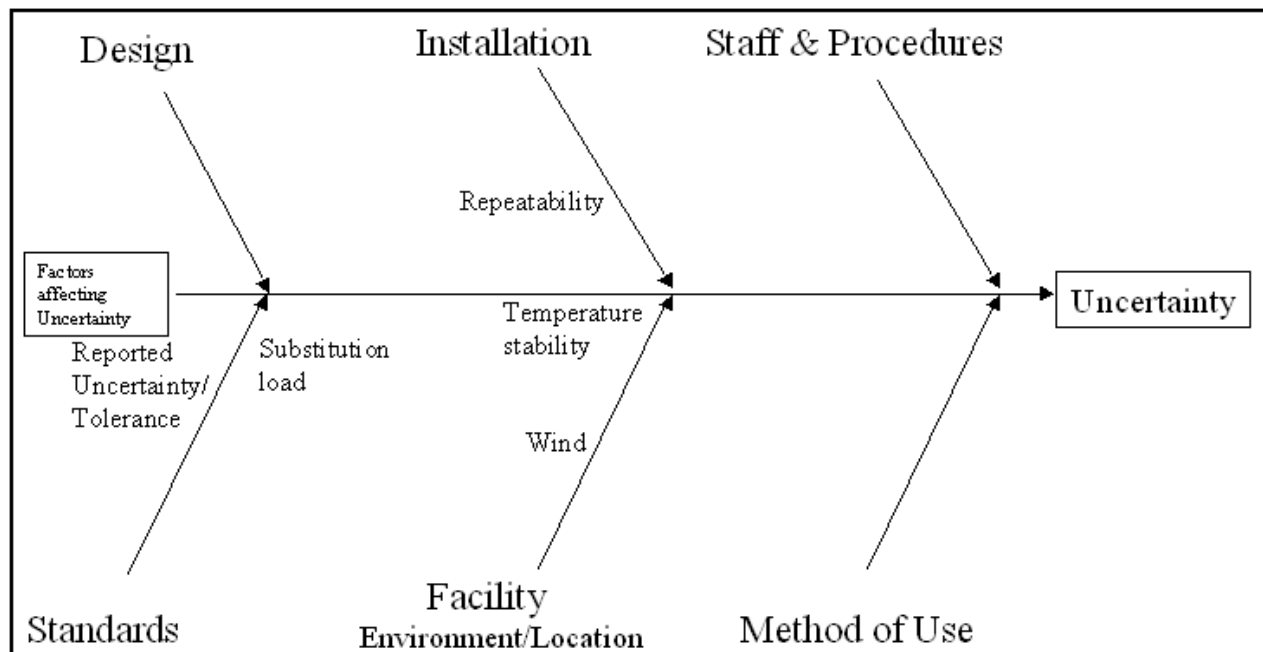 Design
Installation
Staff & Procedures
Repeatability
Factors
affecting
Uncertainty
Uncertainty
Temperature
stability
Reported
Uncertainty/
Tolerance
Substitution
load
Wind
Standards
Facility
Environment/Location
Method of Use